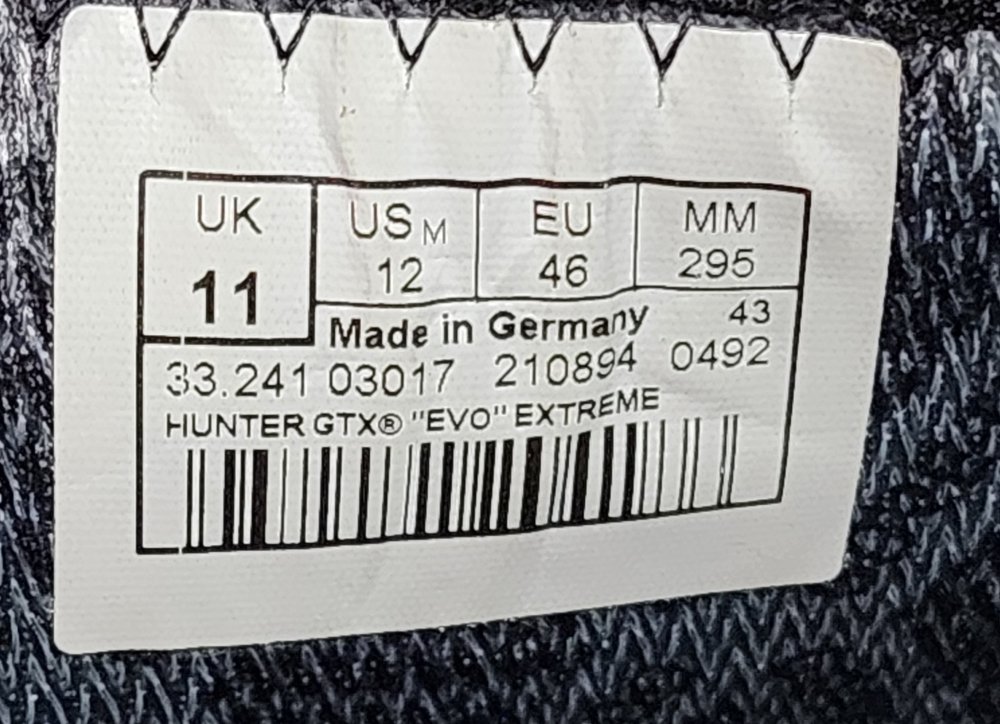 UK US M EU MM
11 12 46 295
Made in Germany 43
33.241 03017 210894 0492
HUNTER GTX® "EVO" EXTREME